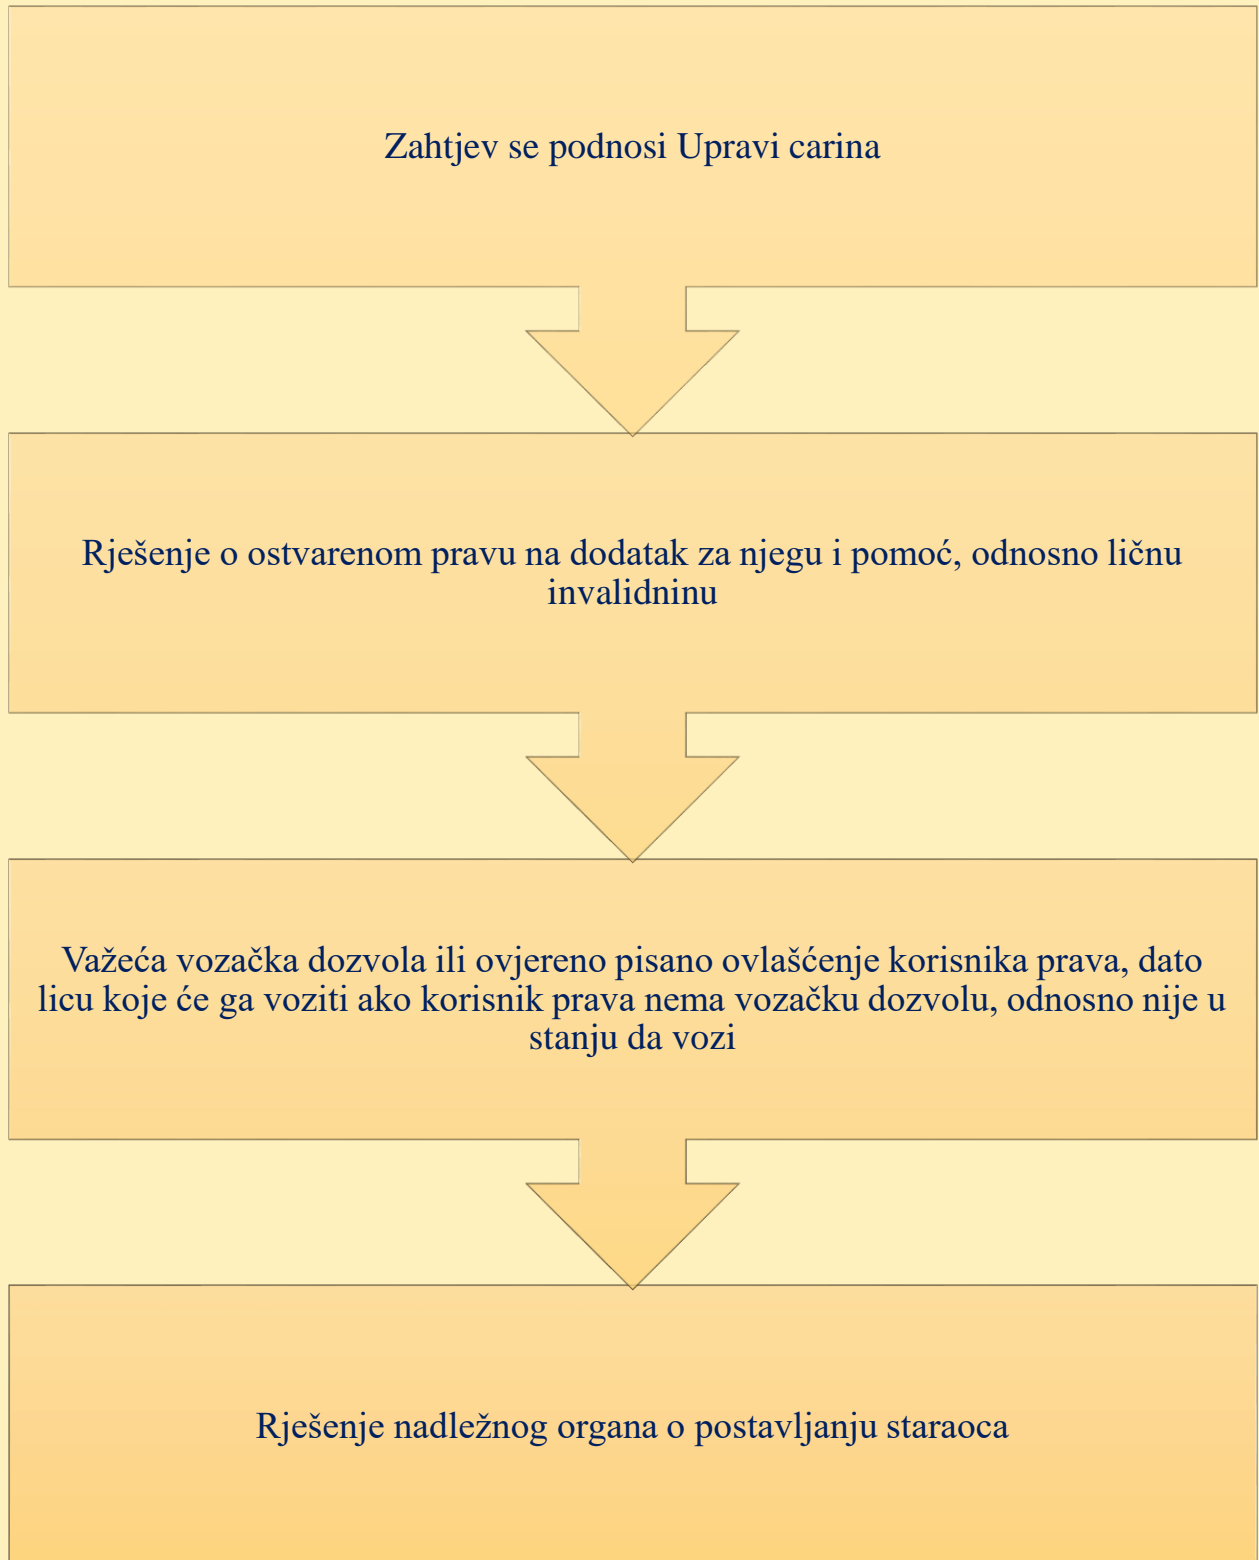 Zahtjev se podnosi Upravi carina
Rješenje o ostvarenom pravu na dodatak za njegu i pomoć, odnosno ličnu
invalidninu
Važeća vozačka dozvola ili ovjereno pisano ovlašćenje korisnika prava, dato
licu koje će ga voziti ako korisnik prava nema vozačku dozvolu, odnosno nije u
stanju da vozi
Rješenje nadležnog organa o postavljanju staraoca